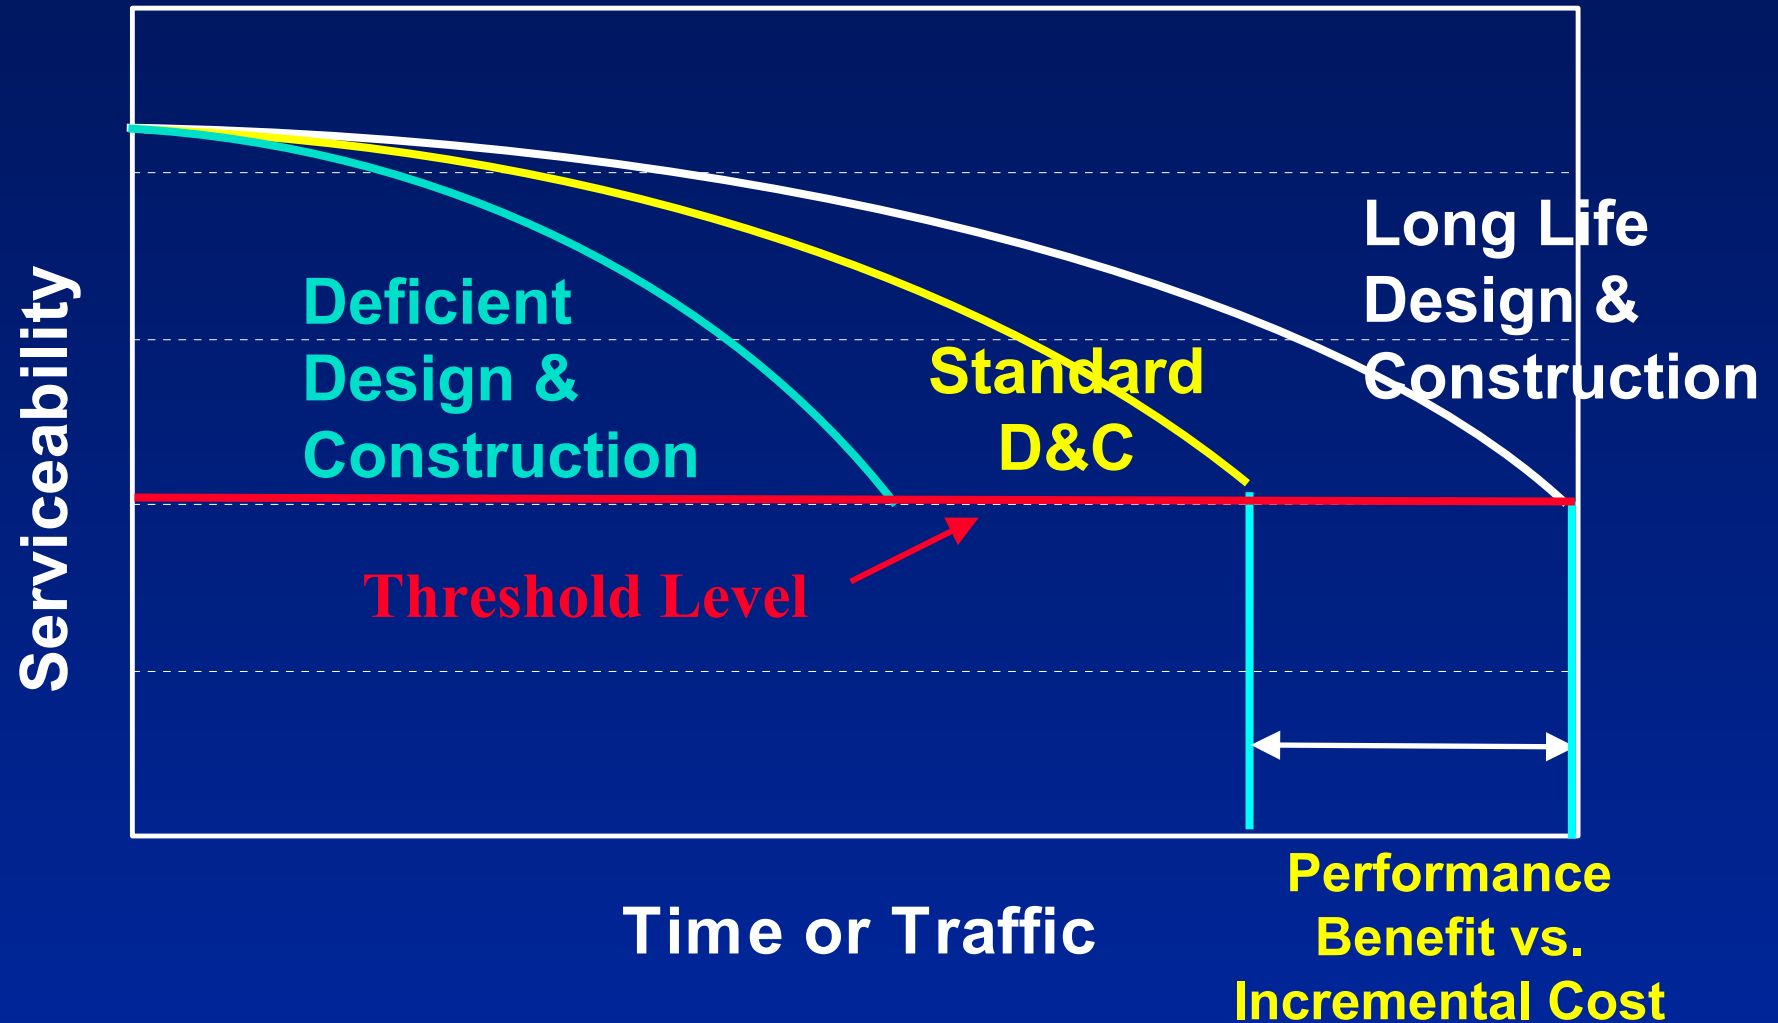 Serviceability
Deficient
Design &
Construction
Standard
D&C
Long Life
Design &
Construction
Threshold Level
Time or Traffic
Performance
Benefit vs.
Incremental Cost